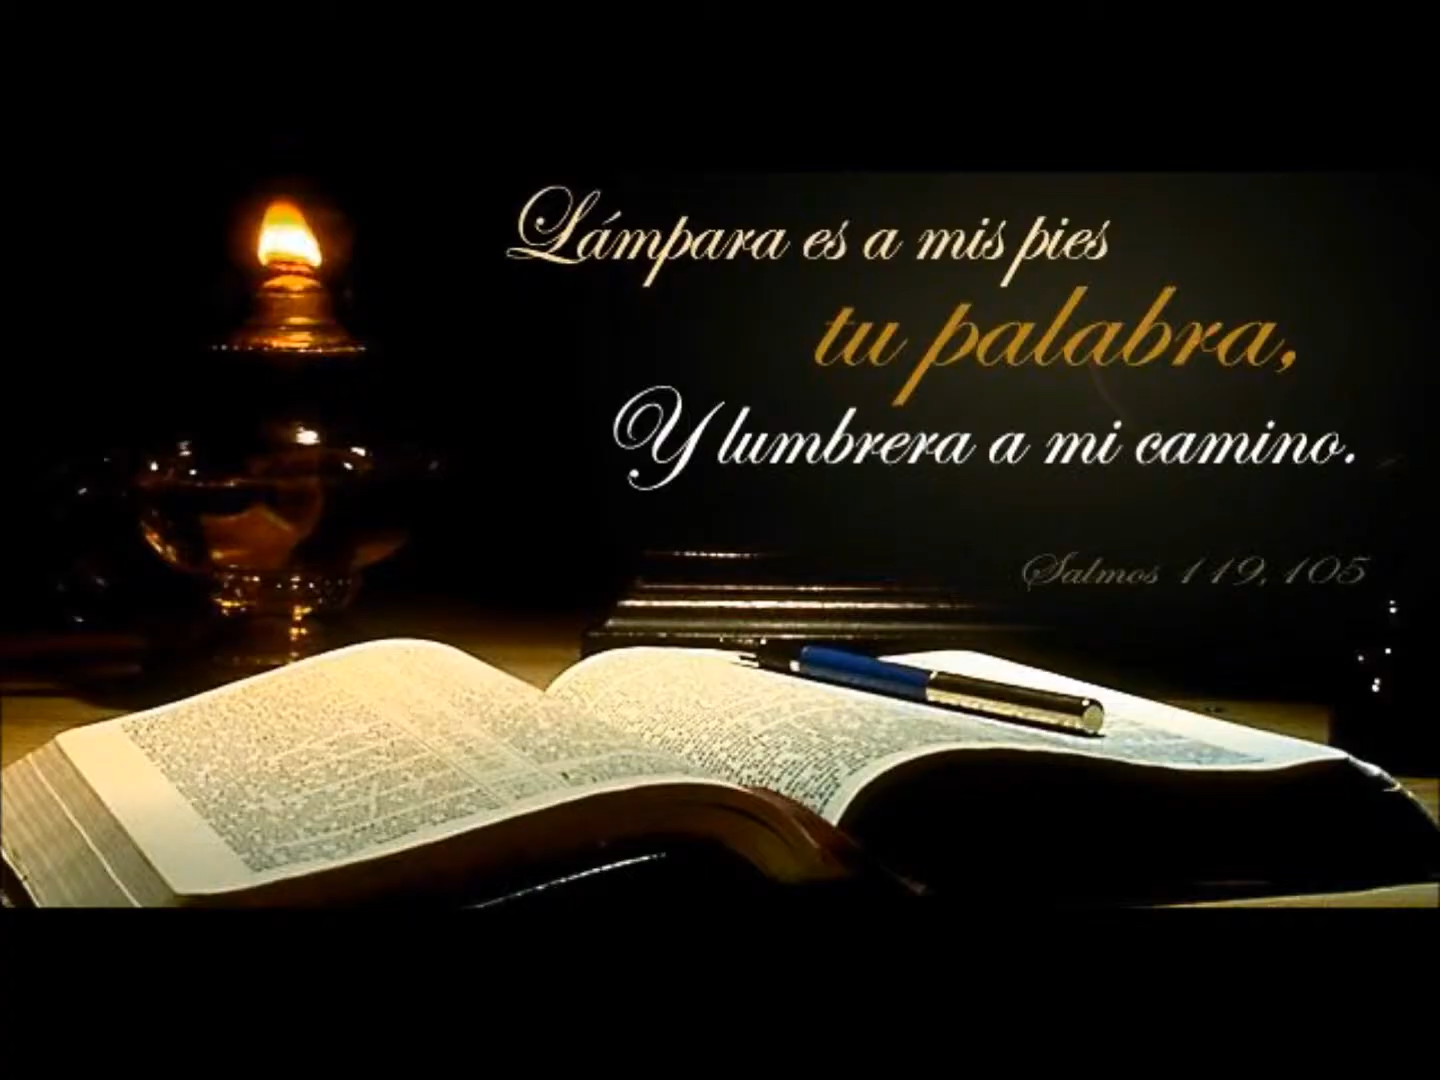 Lámpara es a mis pies
tu palabra,
Y lumbrera a mi camino.
Salmos 119, 105